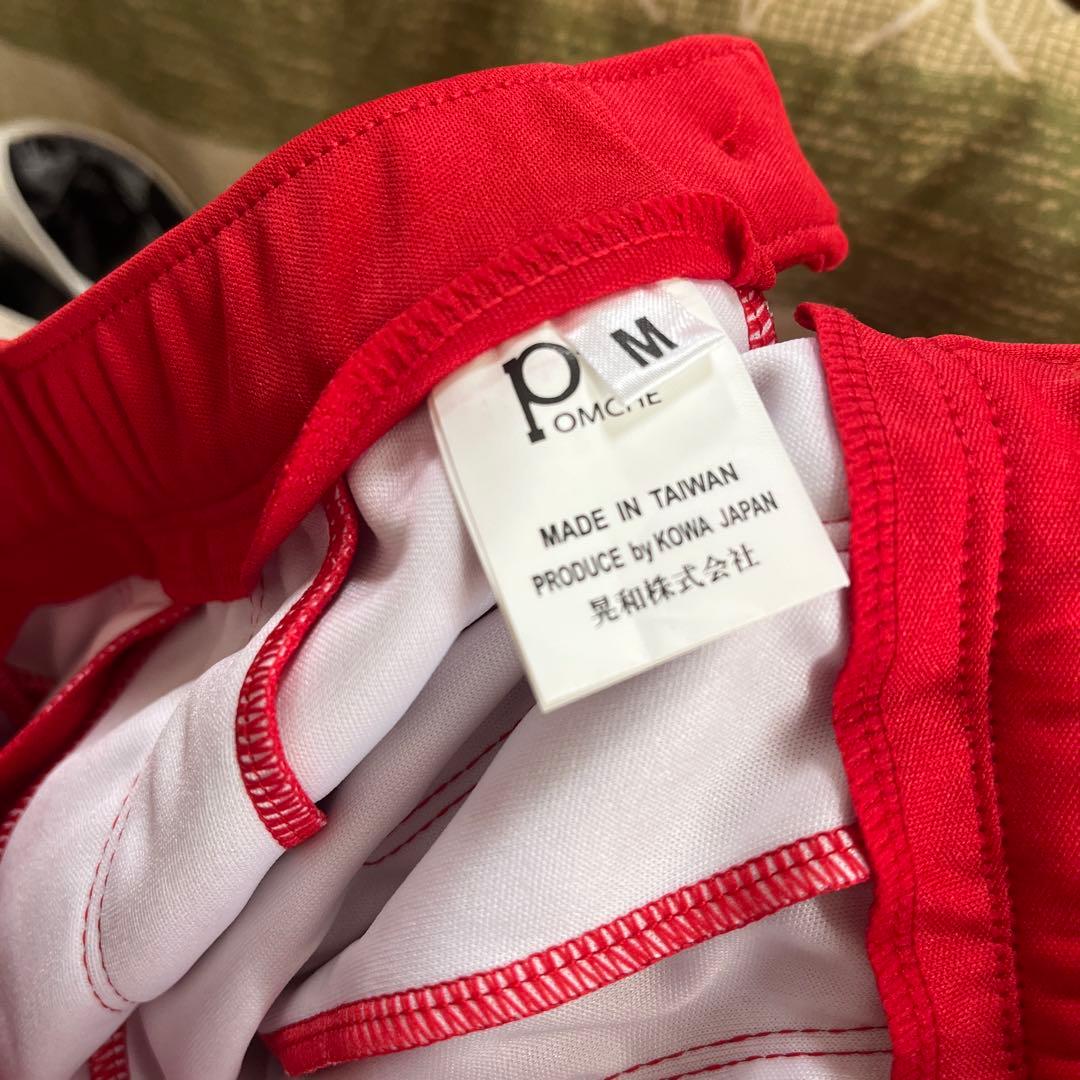 M
POMCHE
MADE IN TAIWAN
PRODUCE by KOWA JAPAN
晃和株式会社